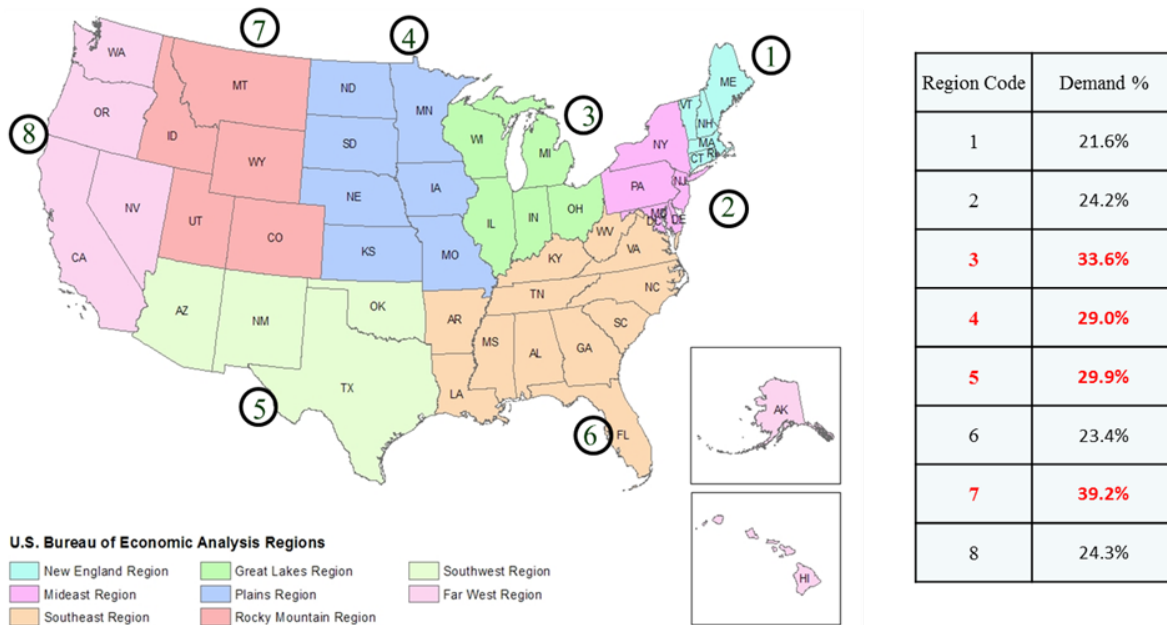 7
4
1
WA
MT
ND
ME
MN
VT
OR
3
NH
8
ID
SD
WI
MA
NY
CT
RI
WY
MI
IA
PA
NJ
NE
NV
2
OH
MD
DE
UT
IL
IN
DC
CO
WV
CA
KS
MO
VA
KY
NC
TN
OK
AZ
AR
SC
NM
MS
AL
GA
TX
LA
5
6
FL
AK
HI
U.S. Bureau of Economic Analysis Regions
New England Region
Great Lakes Region
Southwest Region
Mideast Region
Plains Region
Far West Region
Southeast Region
Rocky Mountain Region
Region Code Demand %
1 21.6%
2 24.2%
3 33.6%
4 29.0%
5 29.9%
6 23.4%
7 39.2%
8 24.3%